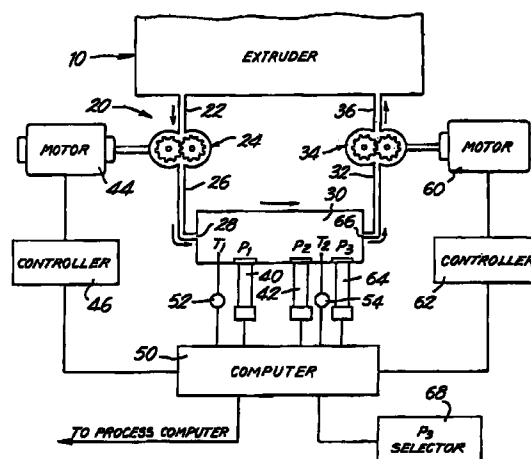 10
EXTRUDER
20
22
36
MOTOR
24
34
MOTOR
44
26
32
60
30
28
66
T1
P1
P2
T2
P3
CONTROLLER
46
40
42
64
CONTROLLER
62
52
54
50
COMPUTER
68
TO PROCESS COMPUTER
P3
SELECTOR